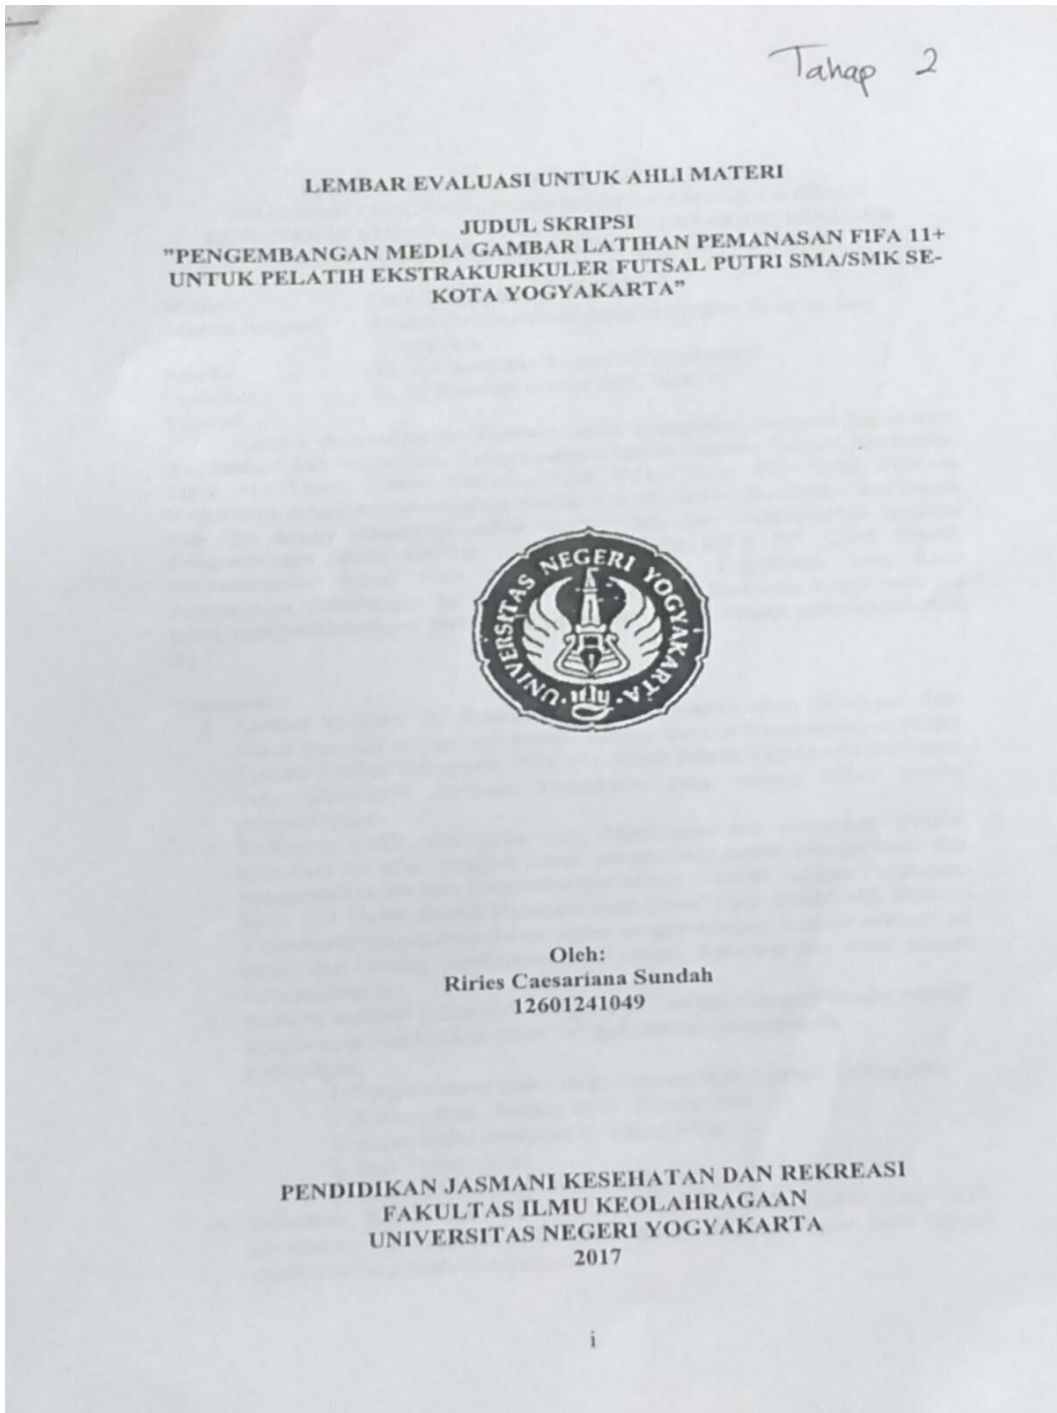 Tahap 2
LEMBAR EVALUASI UNTUK AHLI MATERI
JUDUL SKRIPSI
”PENGEMBANGAN MEDIA GAMBAR LATIHAN PEMANASAN FIFA 11+
UNTUK PELATIH EKSTRAKURIKULER FUTSAL PUTRI SMA/SMK SE-
KOTA YOGYAKARTA”
UNIVERSITAS NEGERI YOGYAKARTA
Oleh:
Riries Caesariana Sundah
12601241049
PENDIDIKAN JASMANI KESEHATAN DAN REKREASI
FAKULTAS ILMU KEOLAHRAGAAN
UNIVERSITAS NEGERI YOGYAKARTA
2017
i